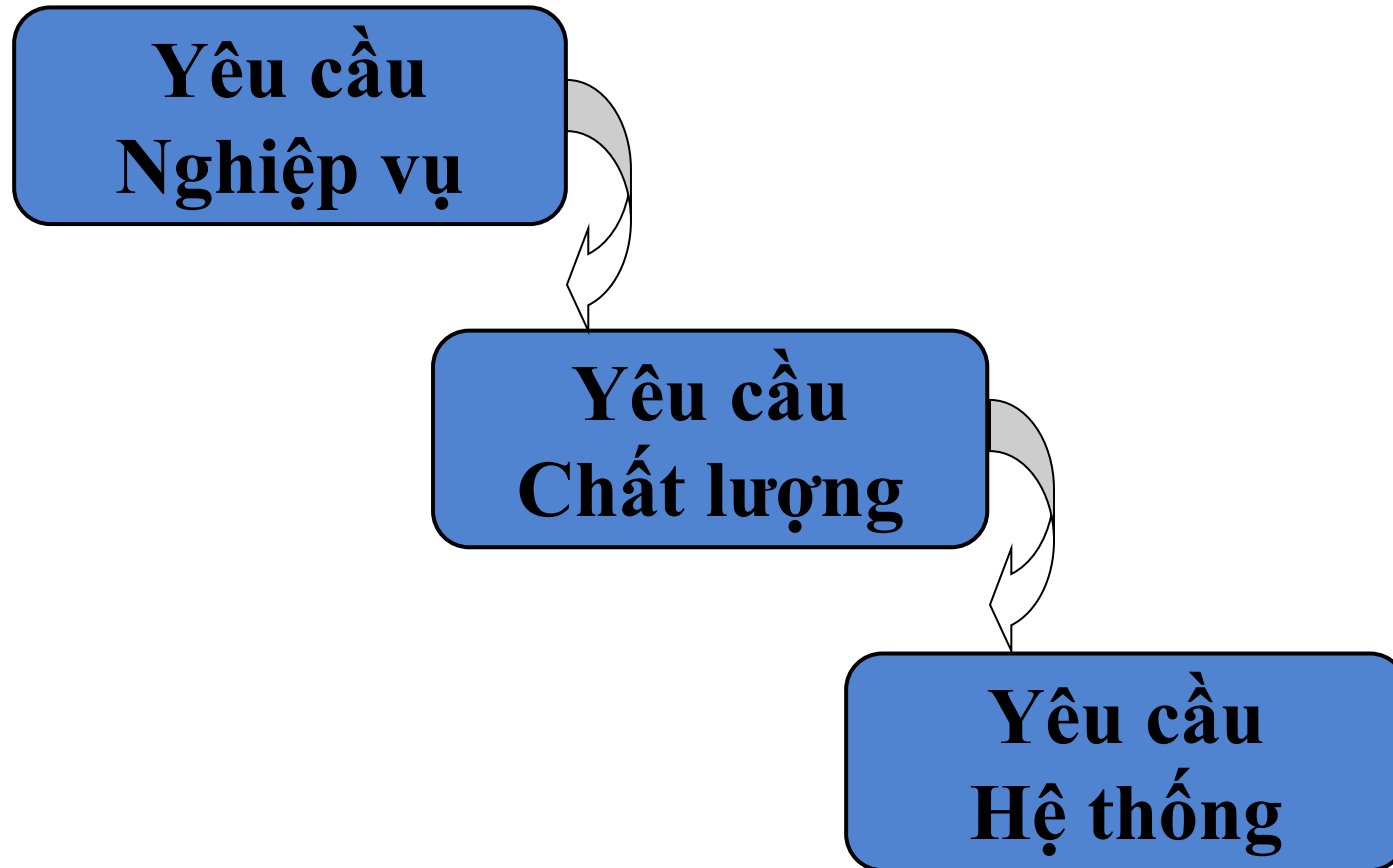 Yêu cầu
Nghiệp vụ
Yêu cầu
Chất lượng
Yêu cầu
Hệ thống